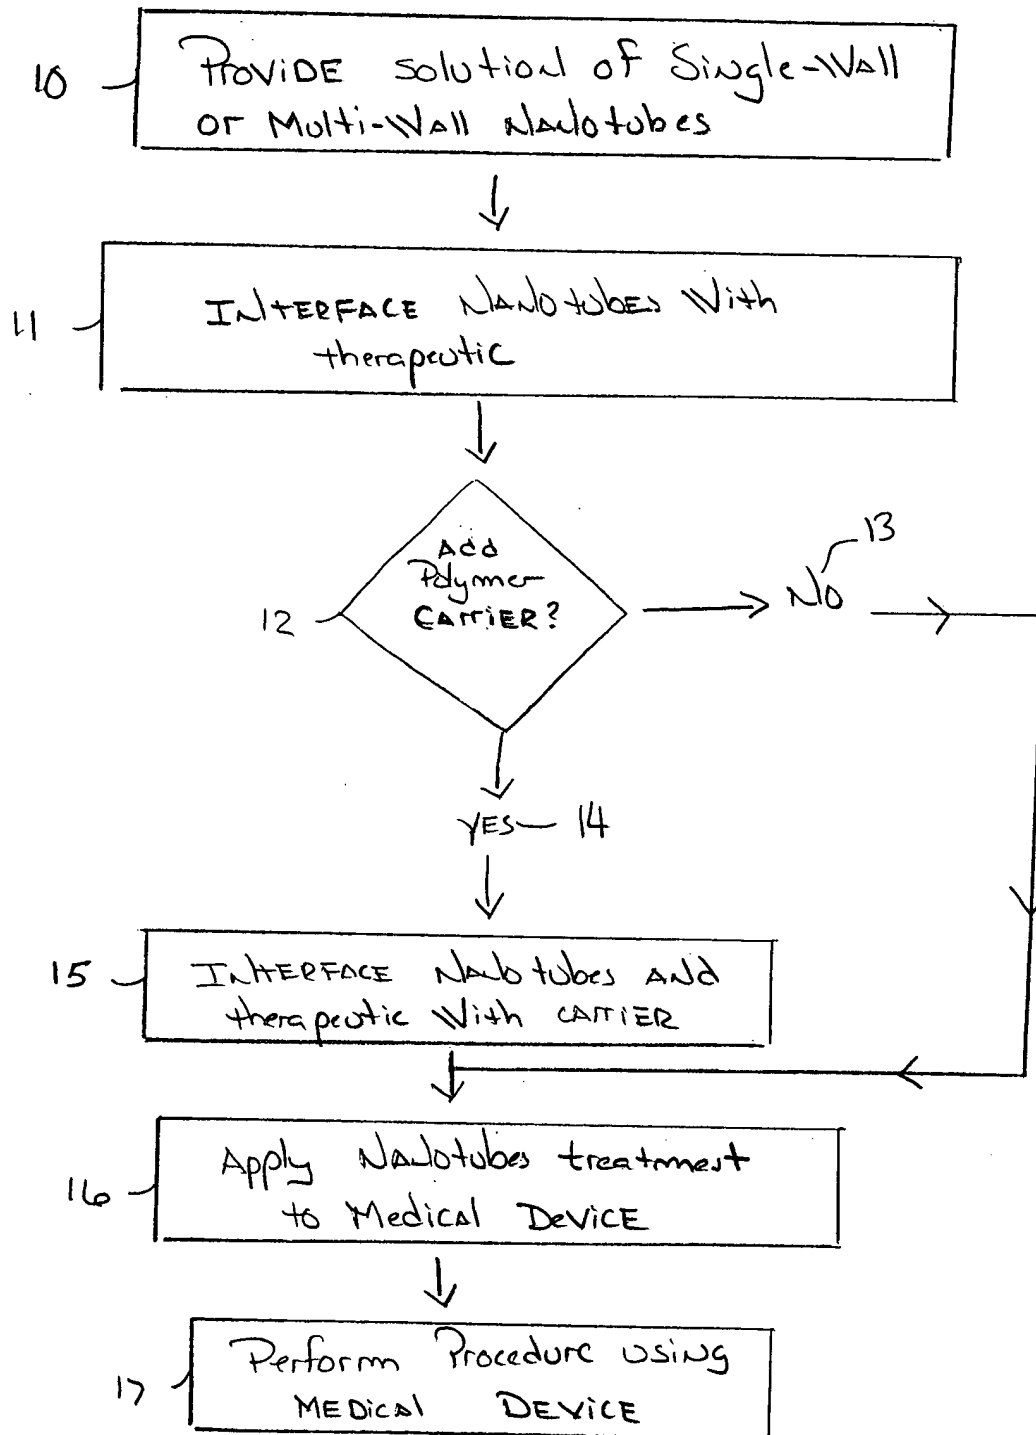 10
Provide solution of Single-Wall
or Multi-Wall Nanotubes
11
Interface Nanotubes With
therapeutic
12
Add
Polymer
Carrier?
13
No
Yes 14
15
Interface Nanotubes and
therapeutic With carrier
16
Apply Nanotubes treatment
to Medical Device
17
Perform Procedure using
Medical Device